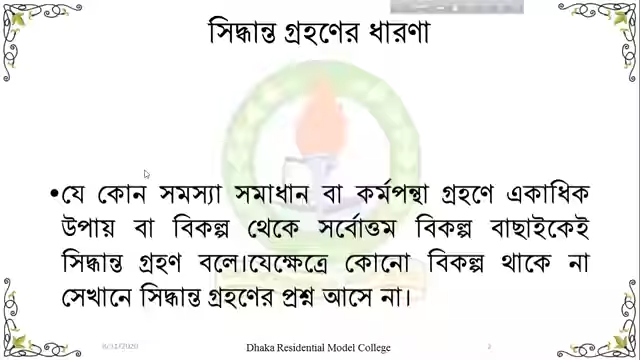 সিদ্ধান্ত গ্রহণের ধারণা
•যে কোন সমস্যা সমাধান বা কর্মপন্থা গ্রহণে একাধিক
উপায় বা বিকল্প থেকে সর্বোত্তম বিকল্প বাছাইকেই
সিদ্ধান্ত গ্রহণ বলে।যেক্ষেত্রে কোনো বিকল্প থাকে না
সেখানে সিদ্ধান্ত গ্রহণের প্রশ্ন আসে না।
Dhaka Residential Model College
2